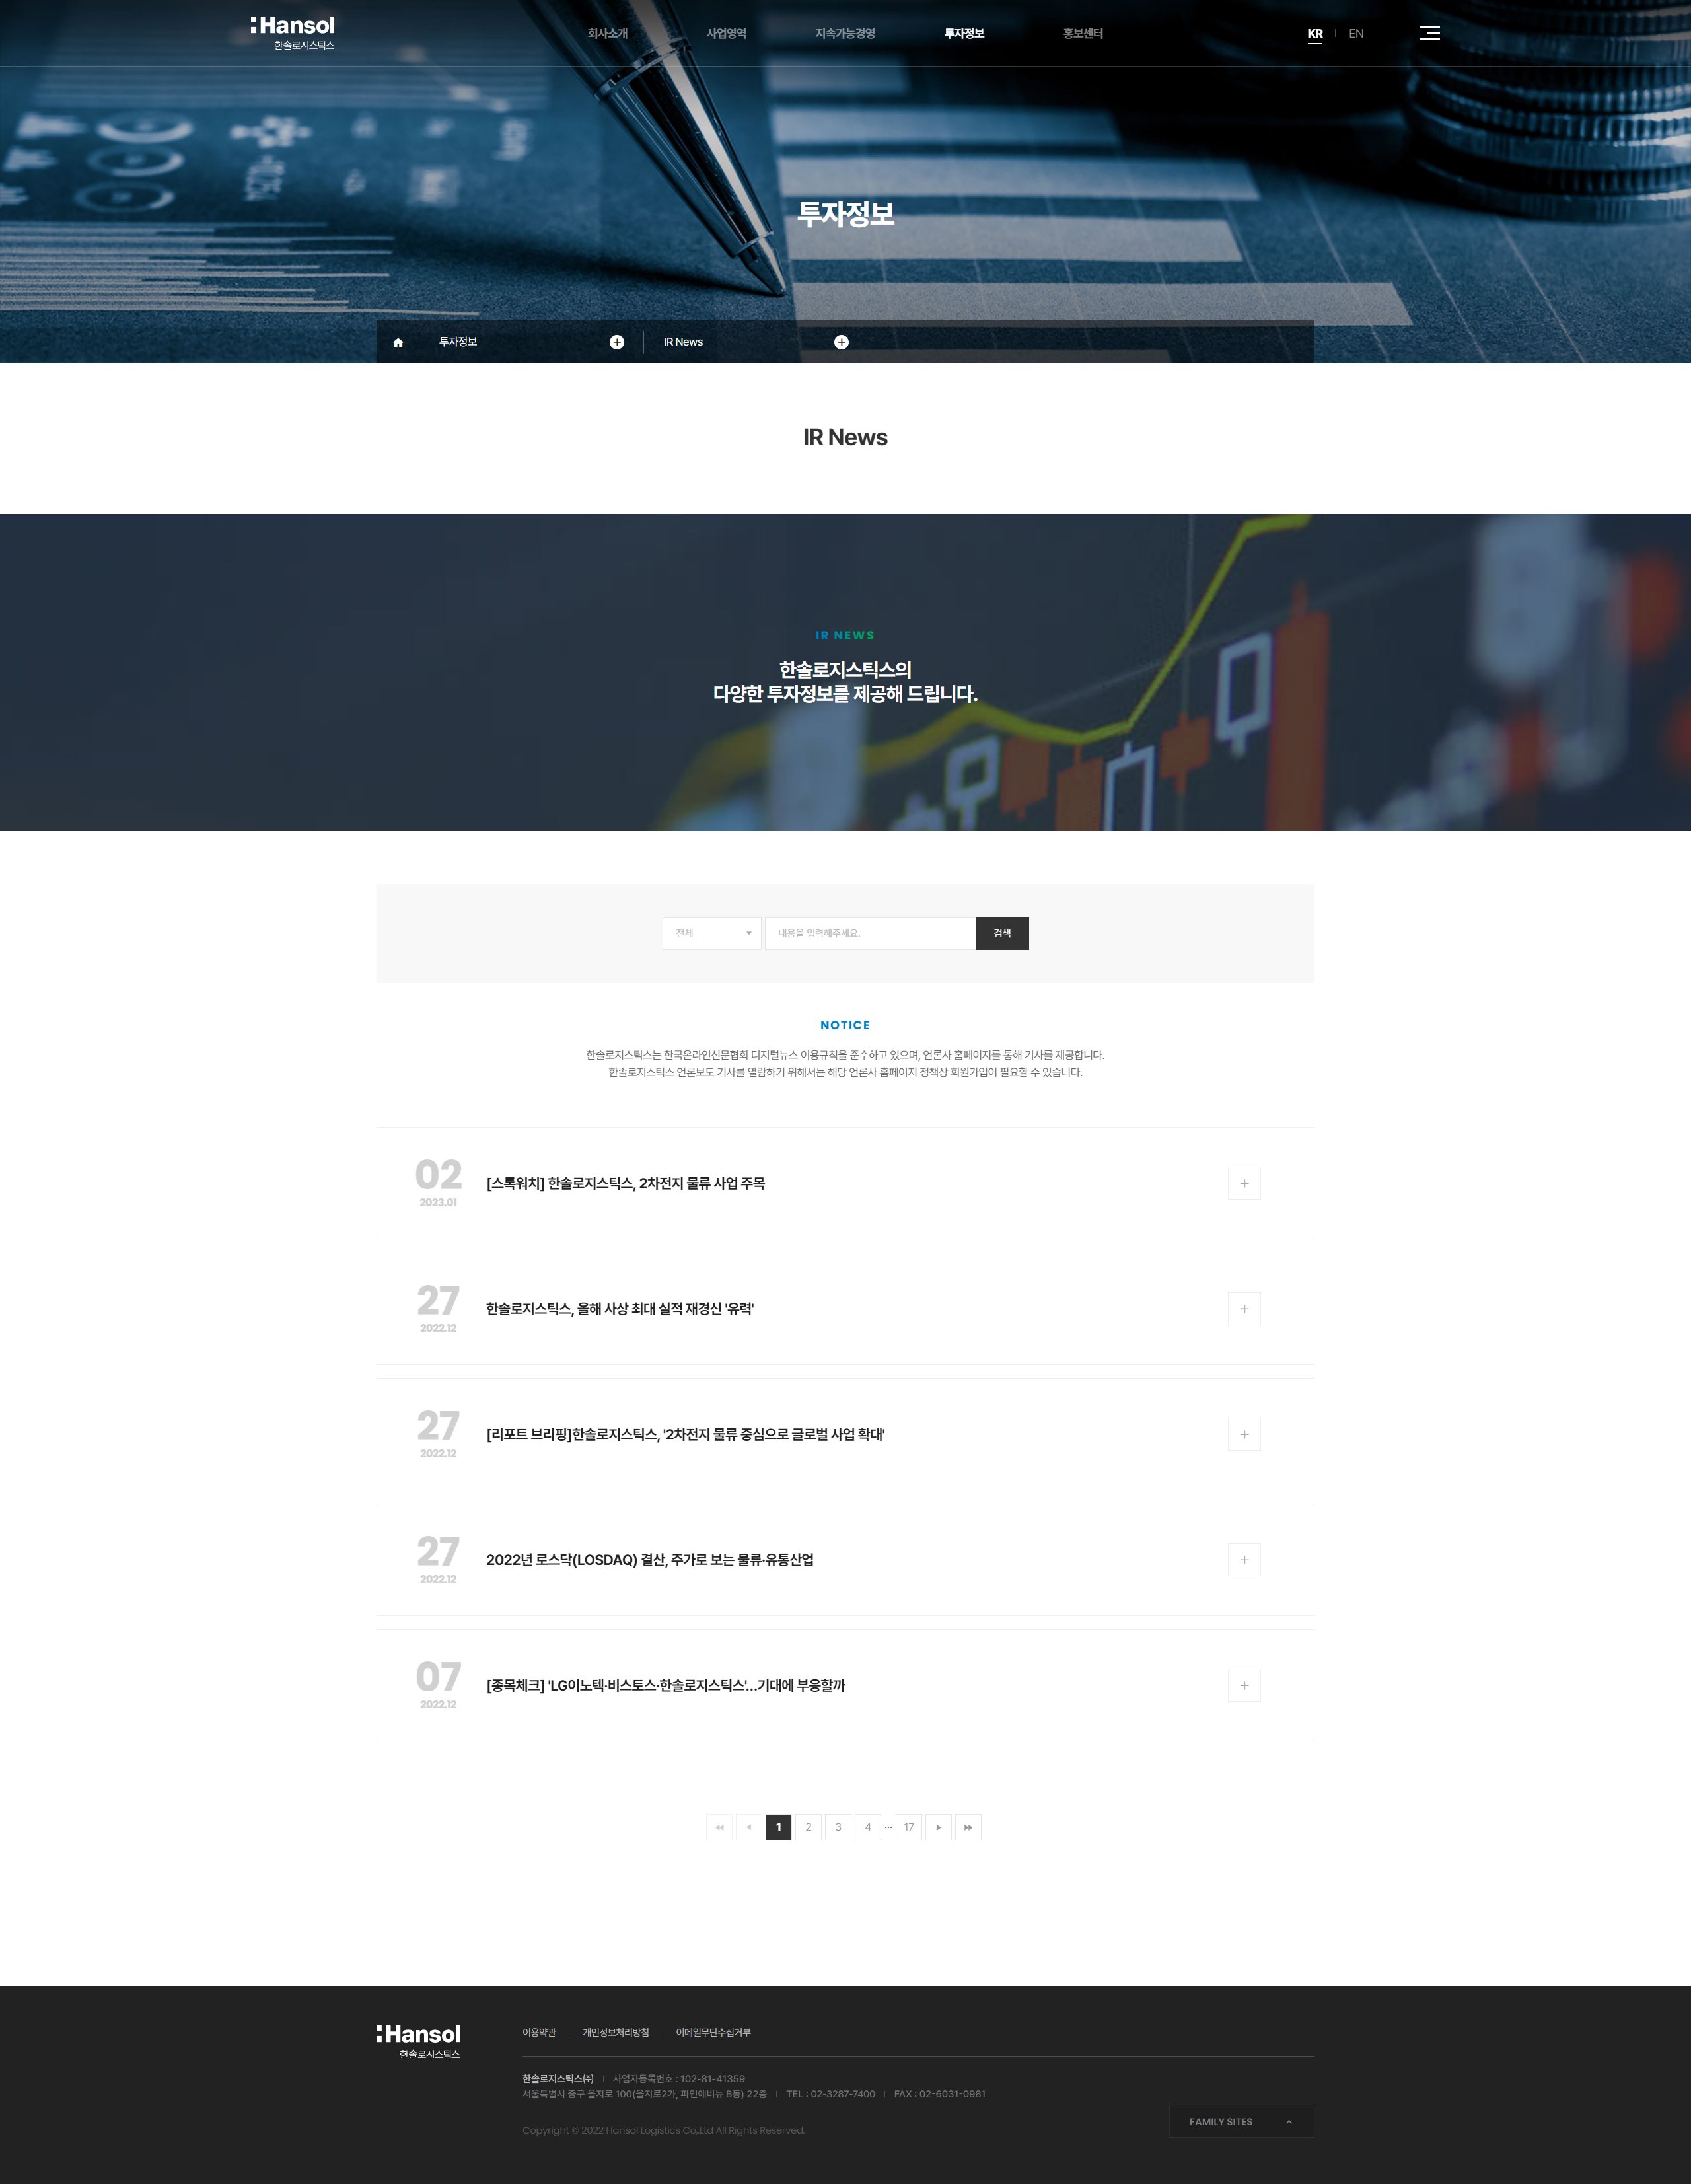 Hansol
한솔로지스틱스
회사소개
사업영역
지속가능경영
투자정보
홍보센터
KR
EN
투자정보
투자정보
IR News
IR News
IR NEWS
한솔로지스틱스의
다양한 투자정보를 제공해 드립니다.
전체
내용을 입력해주세요.
검색
NOTICE
한솔로지스틱스는 한국온라인신문협회 디지털뉴스 이용규칙을 준수하고 있으며, 언론사 홈페이지를 통해 기사를 제공합니다.
한솔로지스틱스 언론보도 기사를 열람하기 위해서는 해당 언론사 홈페이지 정책상 회원가입이 필요할 수 있습니다.
02
2023.01
[스톡워치] 한솔로지스틱스, 2차전지 물류 사업 주목
27
2022.12
한솔로지스틱스, 올해 사상 최대 실적 재경신 '유력'
27
2022.12
[리포트 브리핑]한솔로지스틱스, '2차전지 물류 중심으로 글로벌 사업 확대'
27
2022.12
2022년 로스닥(LOSDAQ) 결산, 주가로 보는 물류·유통산업
07
2022.12
[종목체크] 'LG이노텍·비스토스·한솔로지스틱스'…기대에 부응할까
1 2 3 4 ... 17
Hansol
한솔로지스틱스
이용약관
개인정보처리방침
이메일무단수집거부
한솔로지스틱스㈜ 사업자등록번호 : 102-81-41359
서울특별시 중구 을지로 100(을지로2가, 파인에비뉴 B동) 22층 TEL : 02-3287-7400 FAX : 02-6031-0981
Copyright © 2022 Hansol Logistics Co,.Ltd All Rights Reserved.
FAMILY SITES